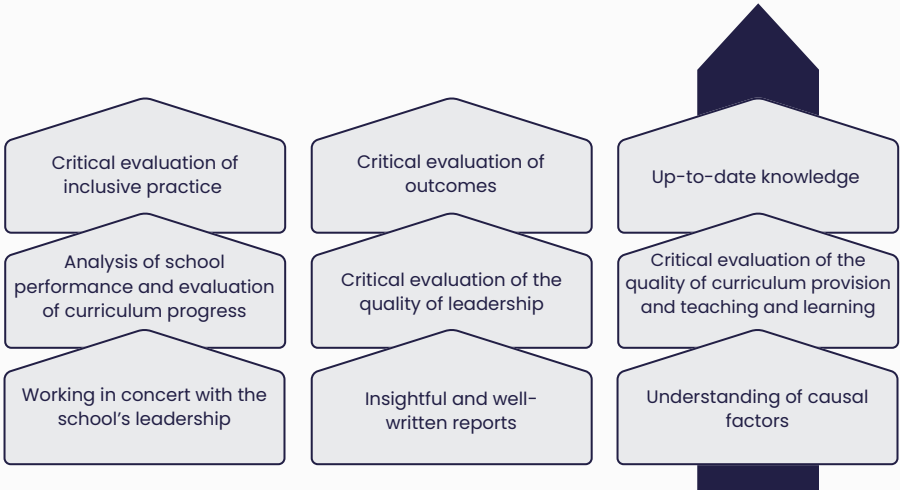 Critical evaluation of
inclusive practice
Critical evaluation of
outcomes
Up-to-date knowledge
Analysis of school
performance and evaluation
of curriculum progress
Critical evaluation of the
quality of leadership
Critical evaluation of the
quality of curriculum provision
and teaching and learning
Working in concert with the
school’s leadership
Insightful and well-
written reports
Understanding of causal
factors